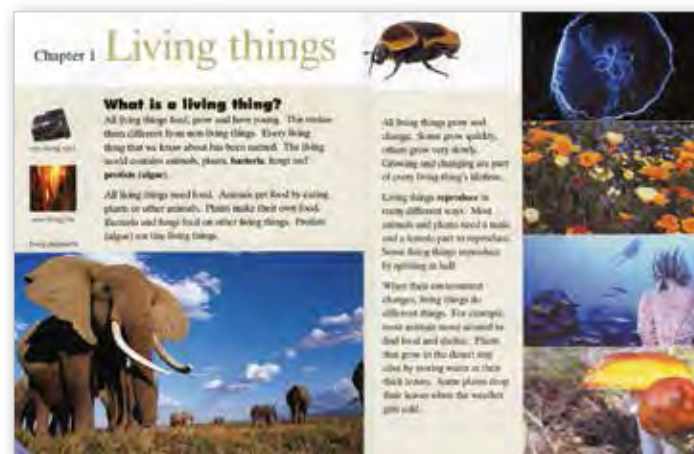 Chapter 1 Living things
What is a living thing?
All living things feed, grow and have young. This makes
them different from non-living things. Every living
thing that we know about has been named. The living
world contains animals, plants, bacteria, fungi and
protists (algae).
All living things need food. Animals get food by eating
plants or other animals. Plants make their own food.
Bacteria and fungi feed on other living things. Protists
(algae) are tiny living things.
All living things grow and
change. Some grow quickly,
others grow very slowly.
Growing and changing are part
of every living thing's lifetime.
Living things reproduce in
many different ways. Most
animals and plants need a male
and a female part to reproduce.
Some living things reproduce
by splitting in half.
When their environment
changes, living things do
different things. For example,
most animals move around to
find food and shelter. Plants
that grow in the desert stay
alive by storing water in their
thick leaves. Some plants drop
their leaves when the weather
gets cold.